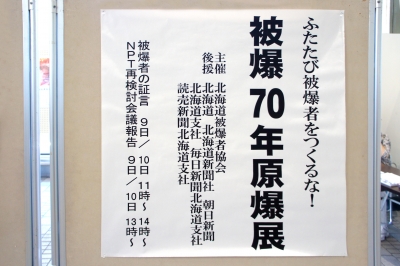 ふたたび被爆者をつくるな!
被爆70年原爆展
主催 北海道被爆者協会
後援 北海道 北海道新聞社 朝日新聞
北海道支社 毎日新聞北海道支社
読売新聞北海道支社
被爆者の証言 9日/10日 11時〜 14時〜
NPT再検討会議報告 9日/10日 13時〜